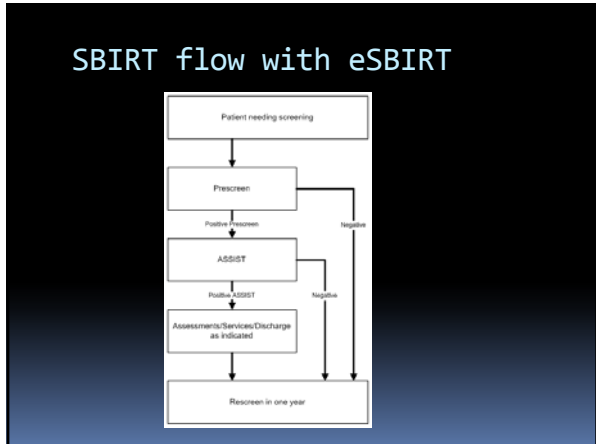 SBIRT flow with eSBIRT
Patient needing screening
Prescreen
Positive Prescreen
Negative
ASSIST
Positive ASSIST
Negative
Assessments/Services/Discharge
as indicated
Rescreen in one year